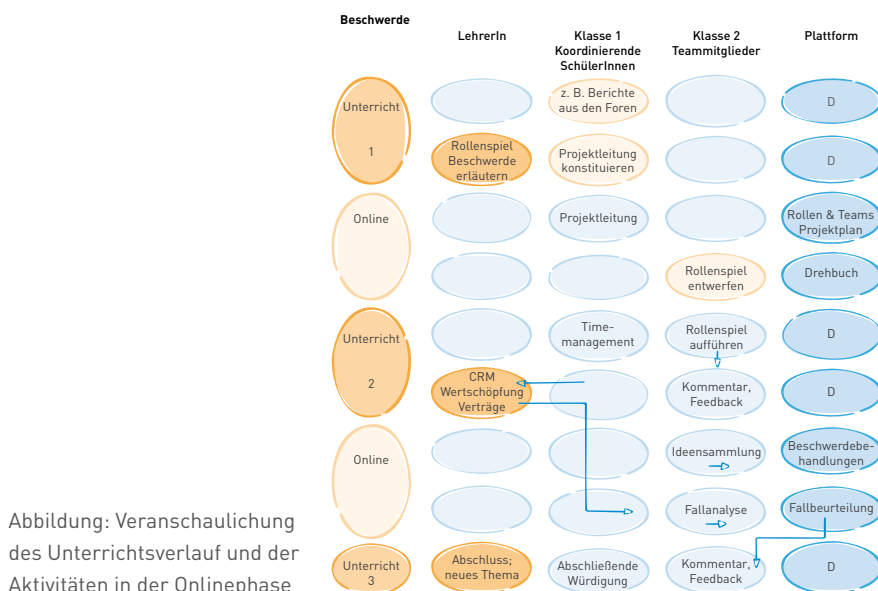 Beschwerde
LehrerIn
Klasse 1
Koordinierende
SchülerInnen
Klasse 2
Teammitglieder
Plattform
Unterricht
1
z. B. Berichte
aus den Foren
D
Rollenspiel
Beschwerde
erläutern
Projektleitung
konstituieren
D
Online
Projektleitung
Rollen & Teams
Projektplan
Rollenspiel
entwerfen
Drehbuch
Unterricht
2
Time-
management
Rollenspiel
aufführen
D
CRM
Wertschöpfung
Verträge
Kommentar,
Feedback
D
Online
Ideensammlung
Beschwerdebe-
handlungen
Fallanalyse
Fallbeurteilung
Unterricht
3
Abschluss;
neues Thema
Abschließende
Würdigung
Kommentar,
Feedback
D
Abbildung: Veranschaulichung
des Unterrichtsverlauf und der
Aktivitäten in der Onlinephase